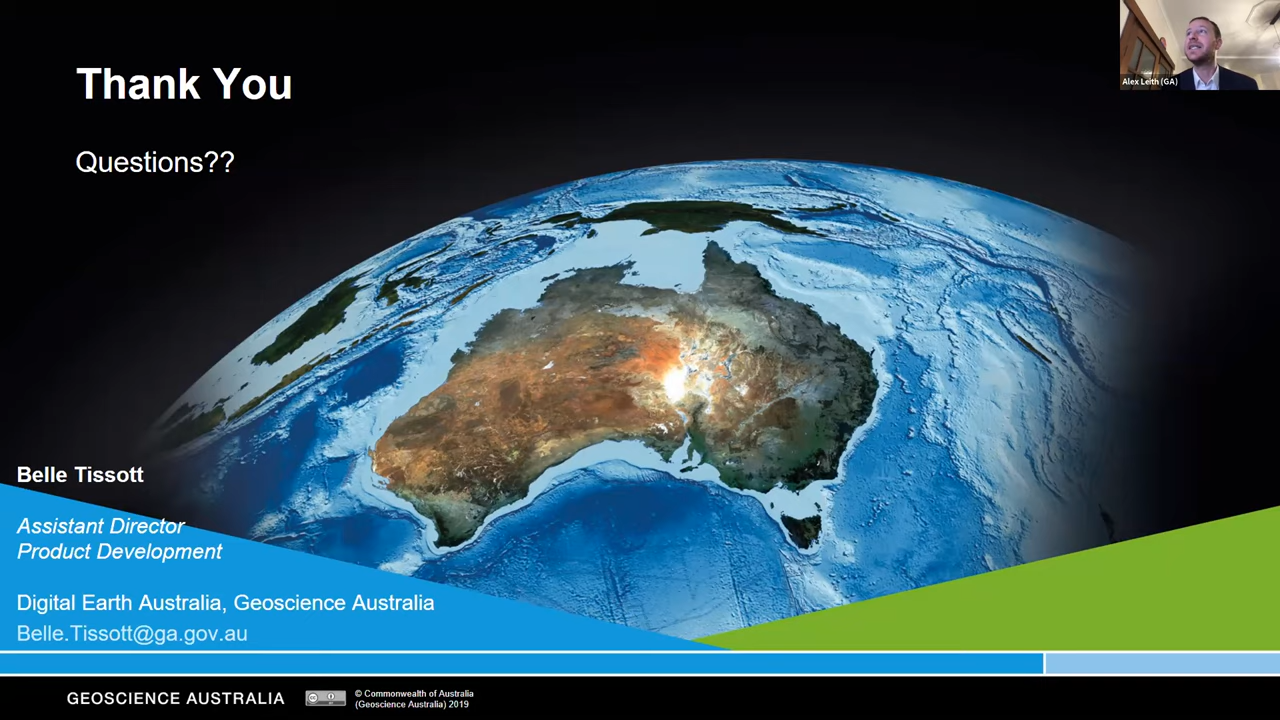 Thank You
Questions??
Alex Leith (GA)
Belle Tissott
Assistant Director
Product Development
Digital Earth Australia, Geoscience Australia
Belle.Tissott@ga.gov.au
GEOSCIENCE AUSTRALIA
© Commonwealth of Australia
(Geoscience Australia) 2019